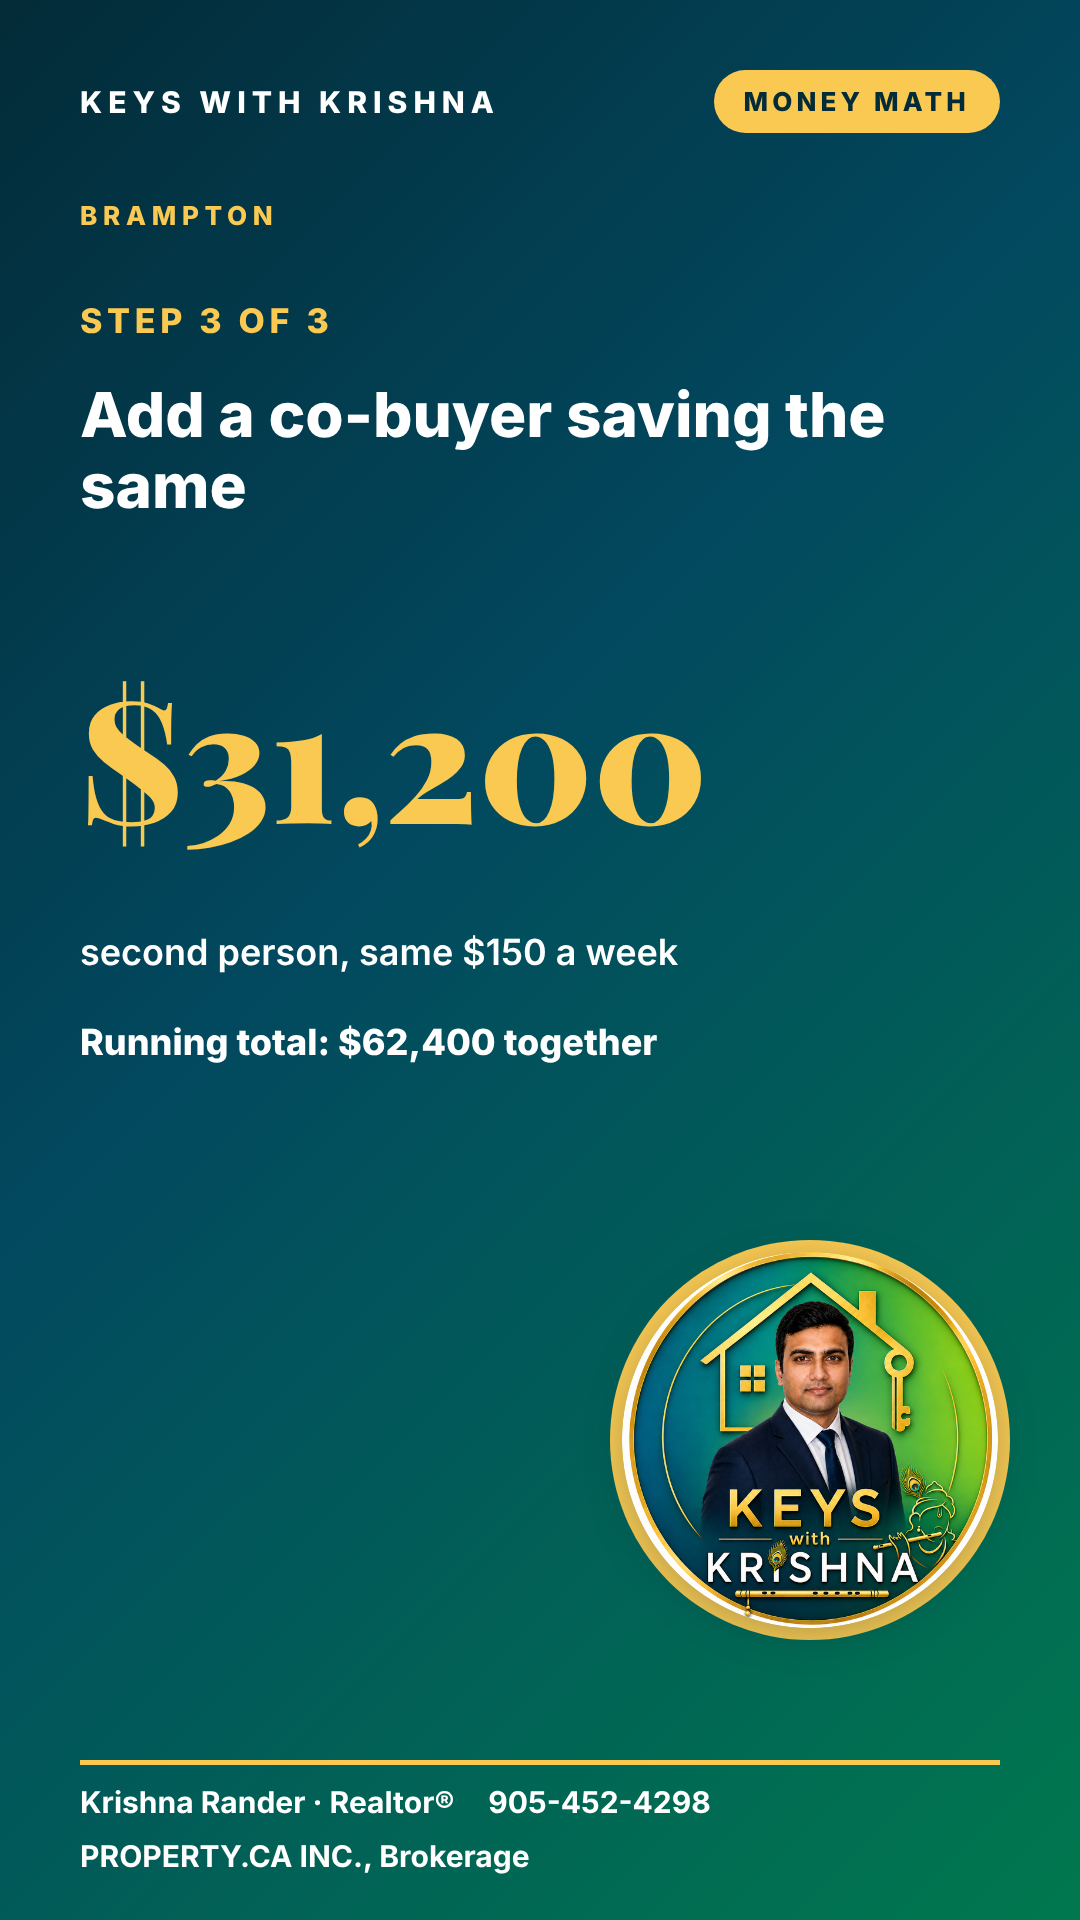 KEYS WITH KRISHNA
MONEY MATH
BRAMPTON
STEP 3 OF 3
Add a co-buyer saving the
same
$31,200
second person, same $150 a week
Running total: $62,400 together
KEYS
with
KRISHNA
Krishna Rander · Realtor® 905-452-4298
PROPERTY.CA INC., Brokerage